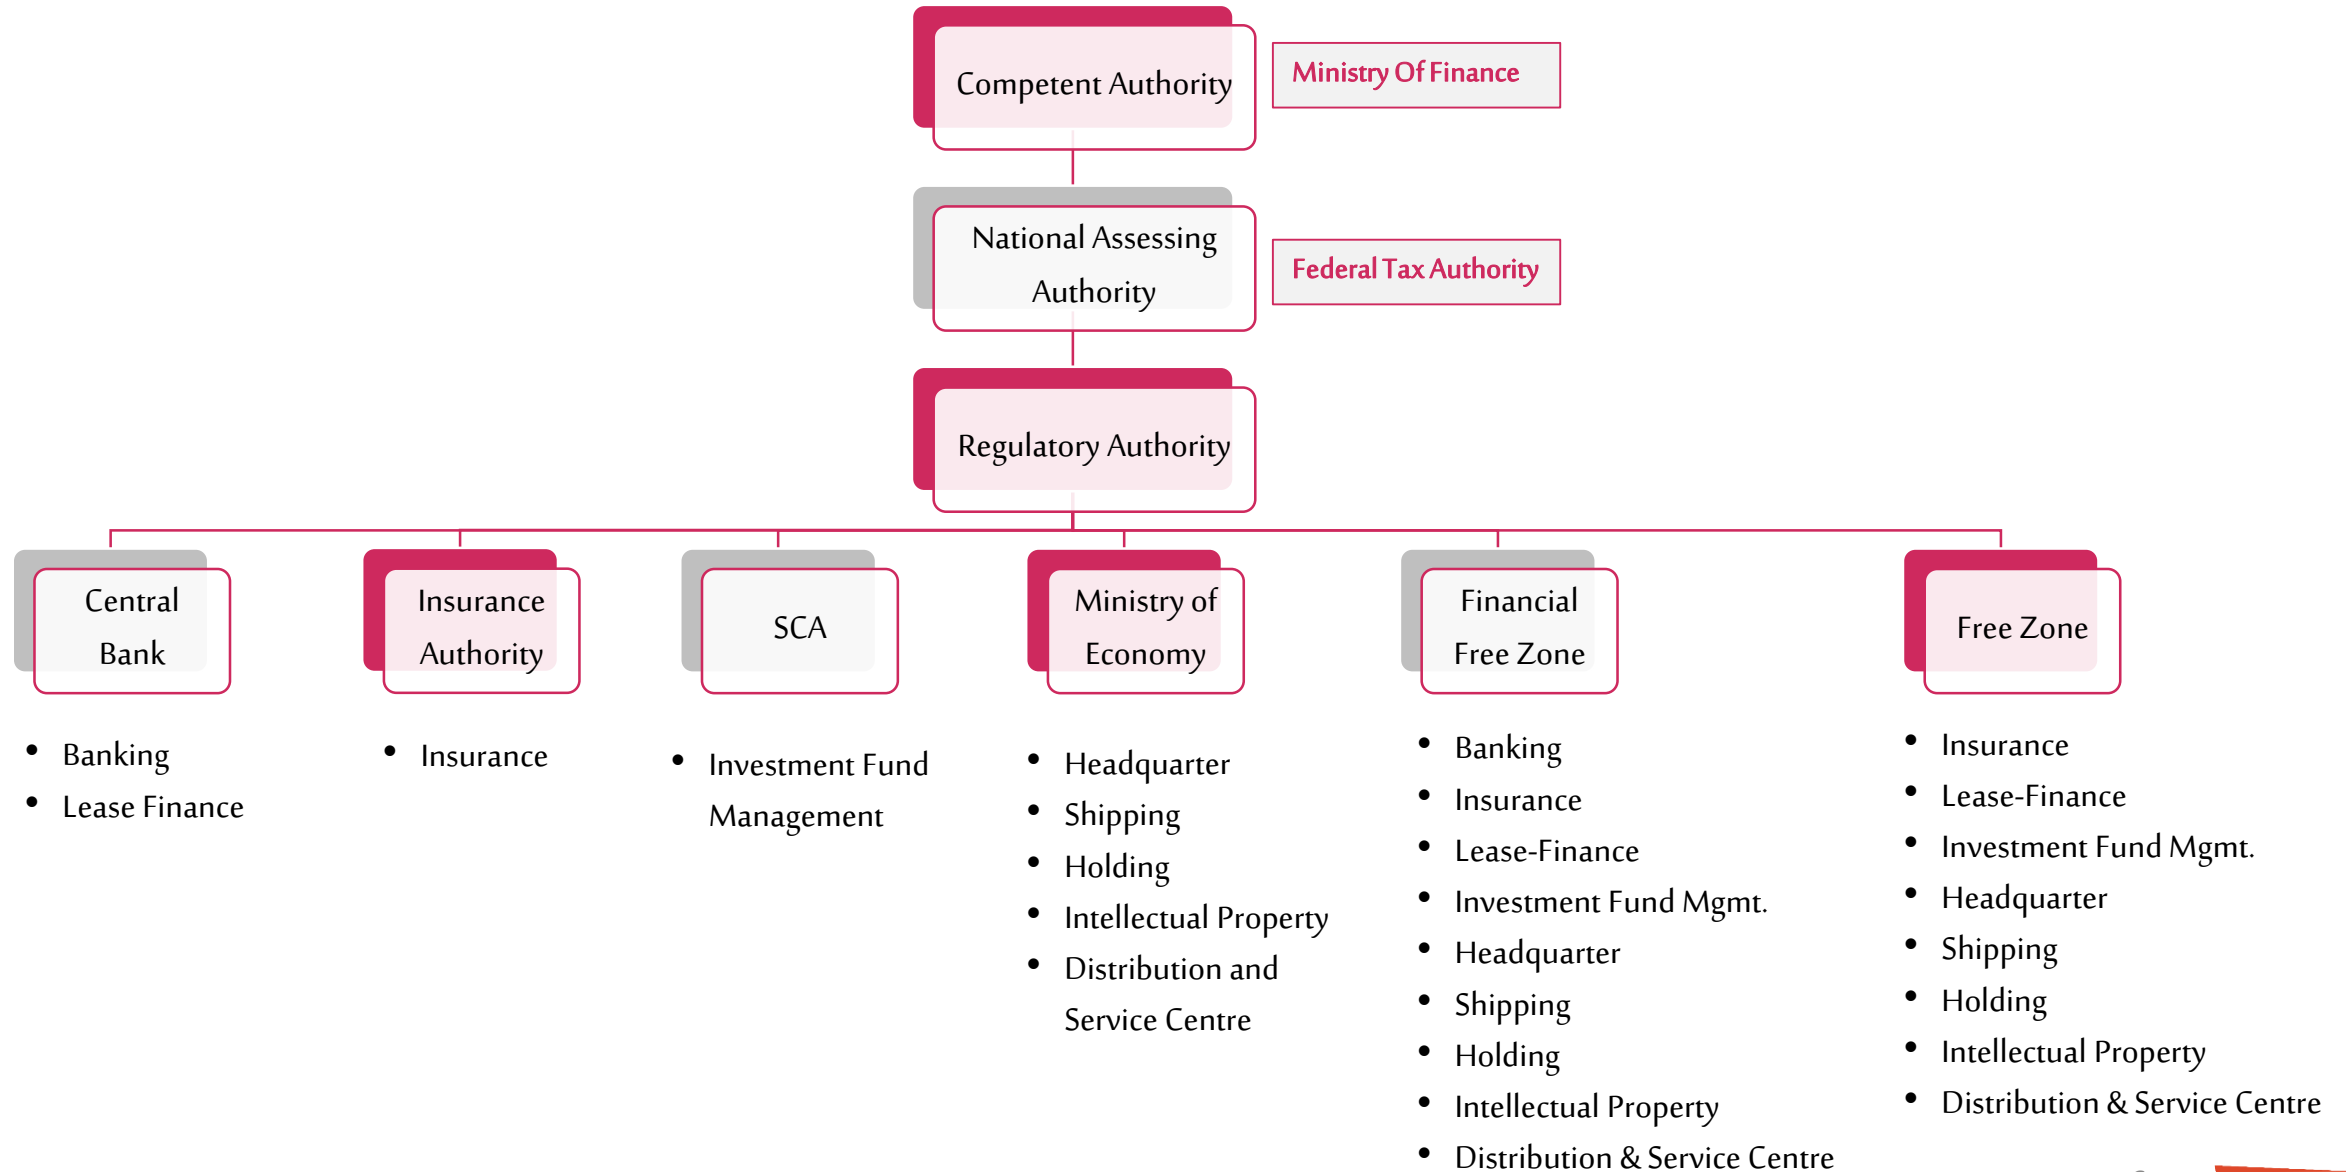 Competent Authority
Ministry Of Finance
National Assessing
Authority
Federal Tax Authority
Regulatory Authority
Central
Bank
• Banking
• Lease Finance
Insurance
Authority
• Insurance
SCA
• Investment Fund
Management
Ministry of
Economy
• Headquarter
• Shipping
• Holding
• Intellectual Property
• Distribution and
Service Centre
Financial
Free Zone
• Banking
• Insurance
• Lease-Finance
• Investment Fund Mgmt.
• Headquarter
• Shipping
• Holding
• Intellectual Property
• Distribution & Service Centre
Free Zone
• Insurance
• Lease-Finance
• Investment Fund Mgmt.
• Headquarter
• Shipping
• Holding
• Intellectual Property
• Distribution & Service Centre